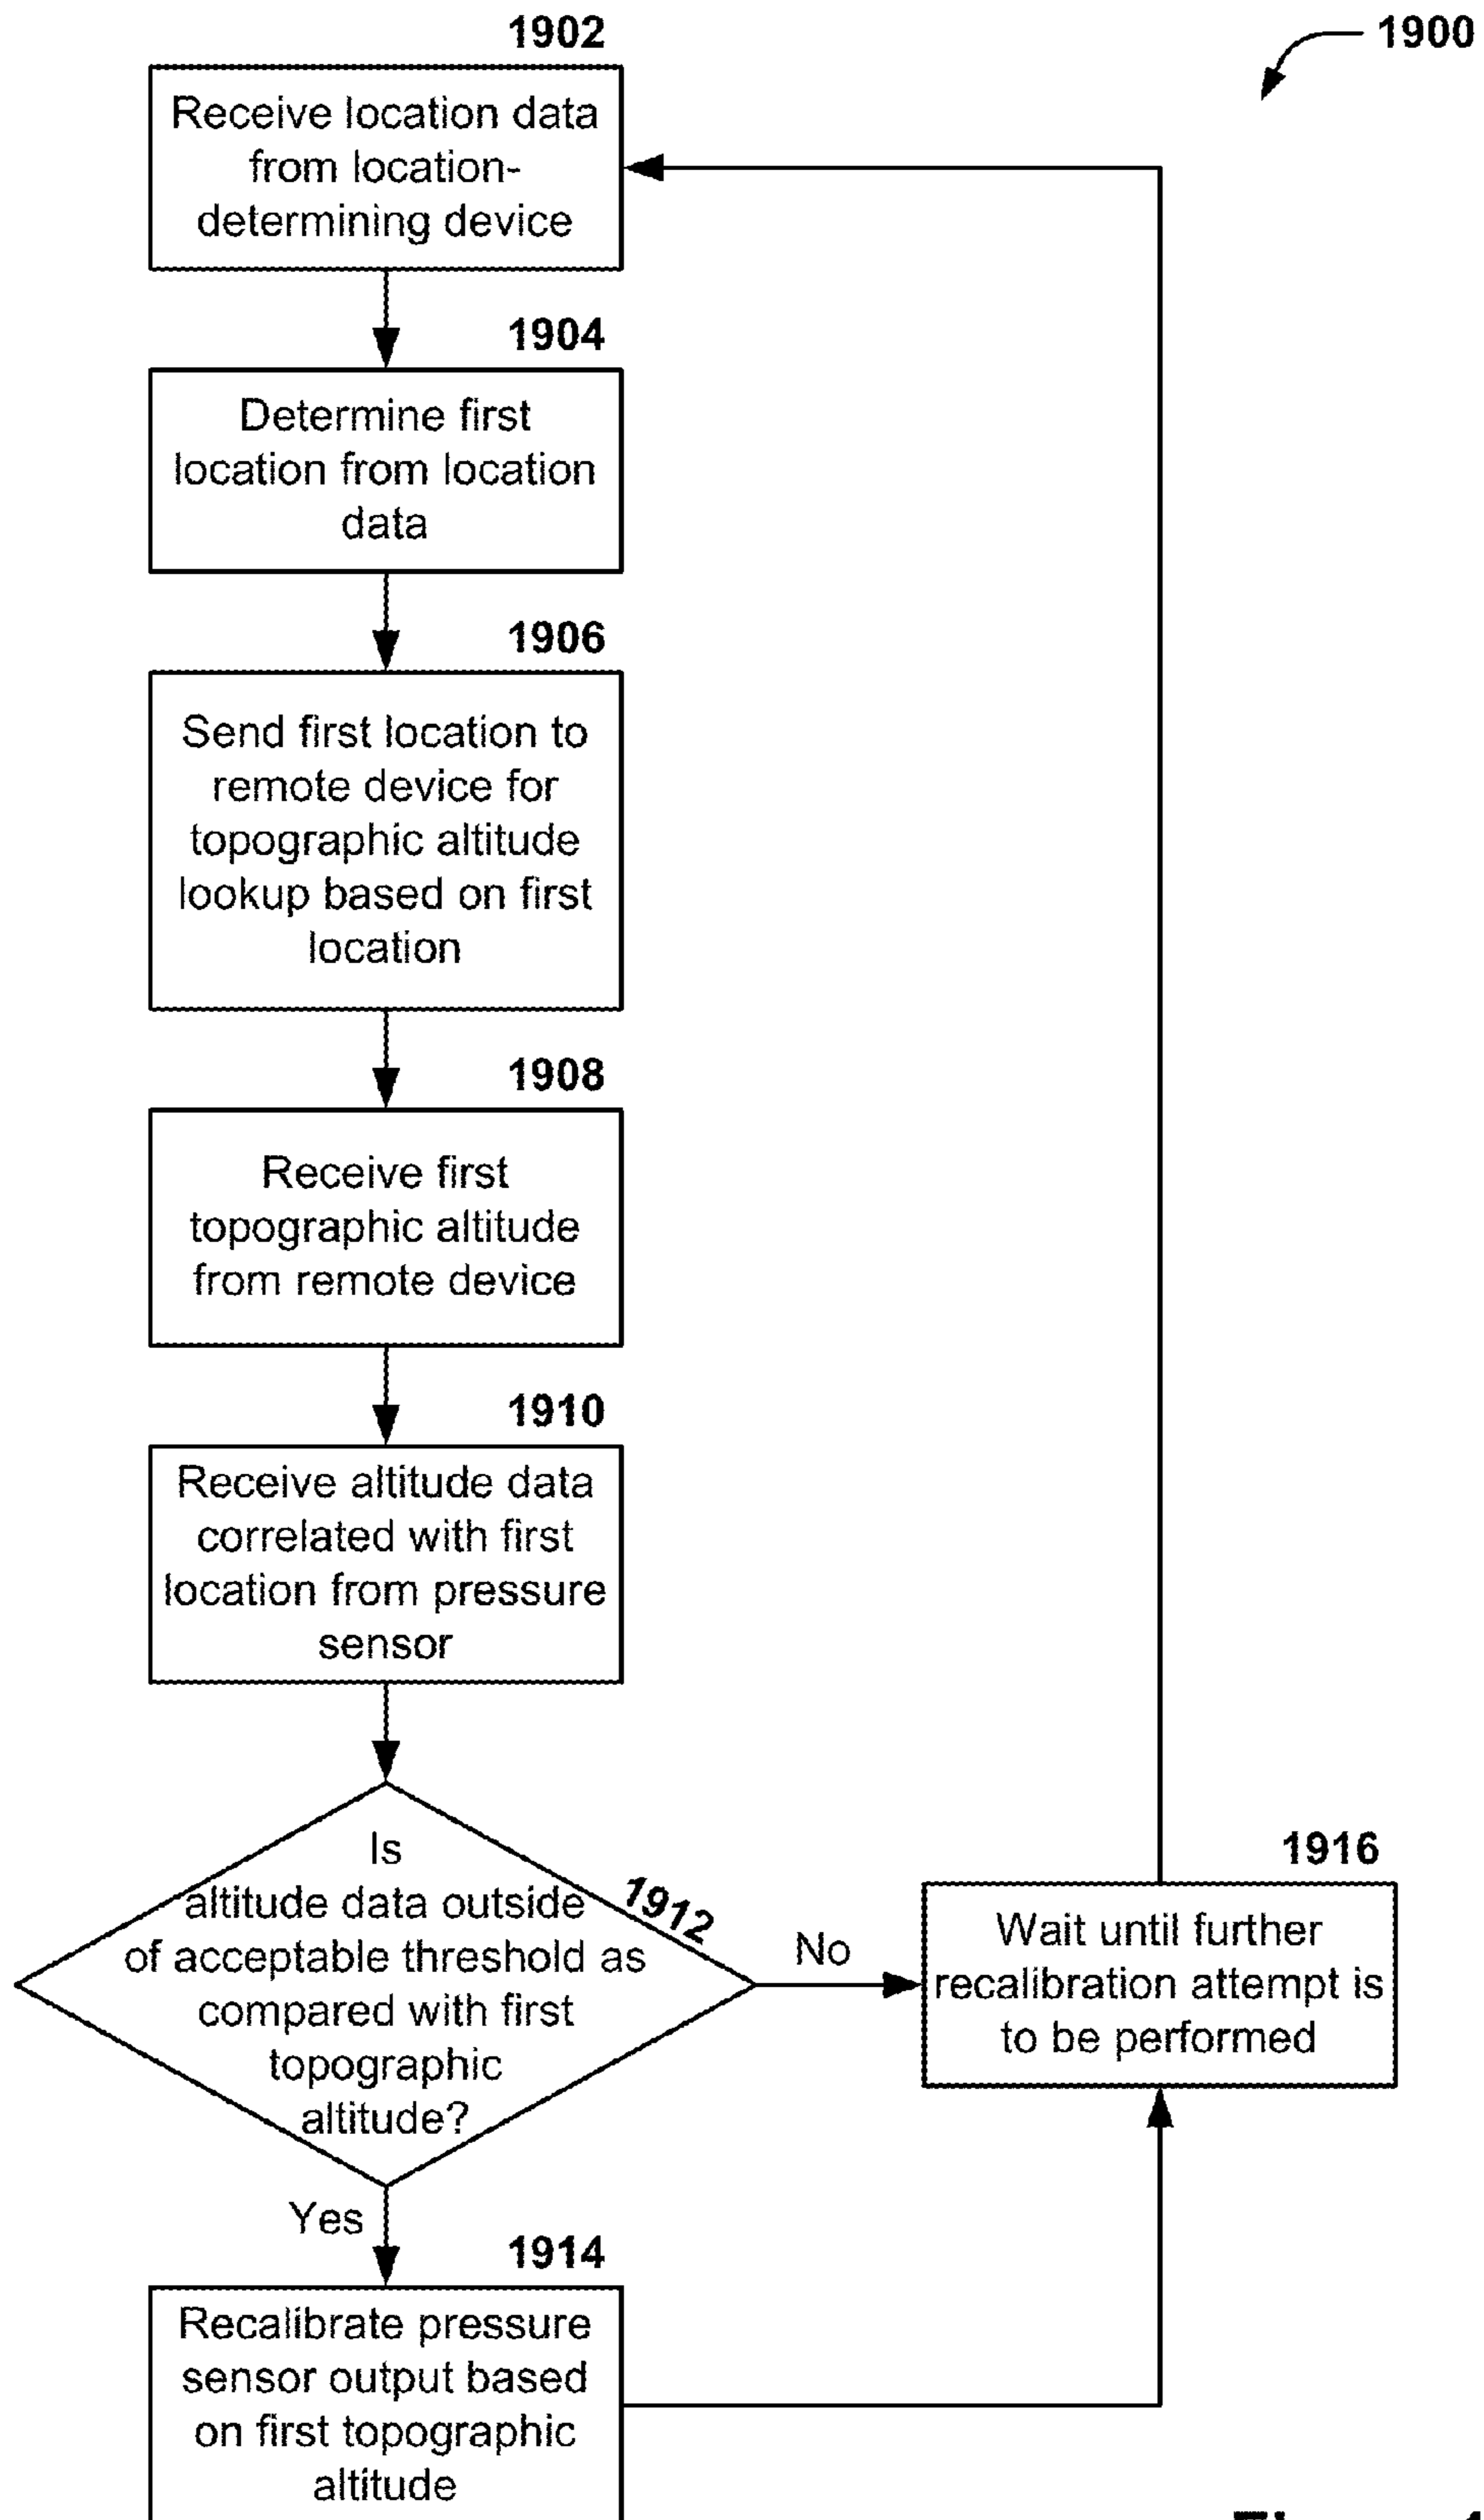 1902
1900
Receive location data
from location-
determining device
1904
Determine first
location from location
data
1906
Send first location to
remote device for
topographic altitude
lookup based on first
location
1908
Receive first
topographic altitude
from remote device
1910
Receive altitude data
correlated with first
location from pressure
sensor
Is
altitude data outside
of acceptable threshold as
compared with first
topographic
altitude?
1912
No
1916
Wait until further
recalibration attempt is
to be performed
Yes
1914
Recalibrate pressure
sensor output based
on first topographic
altitude